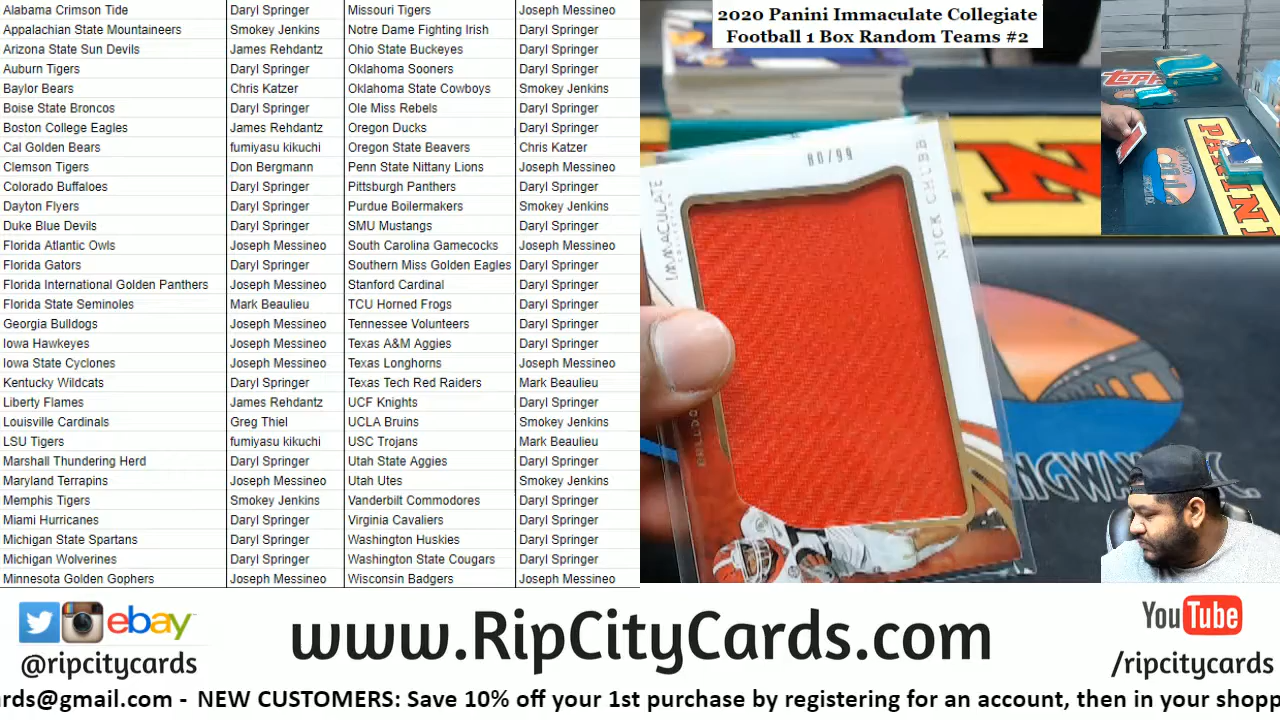 Alabama Crimson Tide Daryl Springer Missouri Tigers Joseph Messineo
Appalachian State Mountaineers Smokey Jenkins Notre Dame Fighting Irish Daryl Springer
Arizona State Sun Devils James Rehdantz Ohio State Buckeyes Daryl Springer
Auburn Tigers Daryl Springer Oklahoma Sooners Daryl Springer
Baylor Bears Chris Katzer Oklahoma State Cowboys Smokey Jenkins
Boise State Broncos Daryl Springer Ole Miss Rebels Daryl Springer
Boston College Eagles James Rehdantz Oregon Ducks Daryl Springer
Cal Golden Bears fumiyasu kikuchi Oregon State Beavers Chris Katzer
Clemson Tigers Don Bergmann Penn State Nittany Lions Joseph Messineo
Colorado Buffaloes Daryl Springer Pittsburgh Panthers Daryl Springer
Dayton Flyers Daryl Springer Purdue Boilermakers Smokey Jenkins
Duke Blue Devils Daryl Springer SMU Mustangs Daryl Springer
Florida Atlantic Owls Joseph Messineo South Carolina Gamecocks Joseph Messineo
Florida Gators Daryl Springer Southern Miss Golden Eagles Daryl Springer
Florida International Golden Panthers Joseph Messineo Stanford Cardinal Daryl Springer
Florida State Seminoles Mark Beaulieu TCU Horned Frogs Daryl Springer
Georgia Bulldogs Joseph Messineo Tennessee Volunteers Daryl Springer
Iowa Hawkeyes Joseph Messineo Texas A&M Aggies Daryl Springer
Iowa State Cyclones Joseph Messineo Texas Longhorns Joseph Messineo
Kentucky Wildcats Daryl Springer Texas Tech Red Raiders Mark Beaulieu
Liberty Flames James Rehdantz UCF Knights Daryl Springer
Louisville Cardinals Greg Thiel UCLA Bruins Smokey Jenkins
LSU Tigers fumiyasu kikuchi USC Trojans Mark Beaulieu
Marshall Thundering Herd Daryl Springer Utah State Aggies Daryl Springer
Maryland Terrapins Joseph Messineo Utah Utes Smokey Jenkins
Memphis Tigers Smokey Jenkins Vanderbilt Commodores Daryl Springer
Miami Hurricanes Daryl Springer Virginia Cavaliers Daryl Springer
Michigan State Spartans Daryl Springer Washington Huskies Daryl Springer
Michigan Wolverines Daryl Springer Washington State Cougars Daryl Springer
Minnesota Golden Gophers Joseph Messineo Wisconsin Badgers Joseph Messineo
2020 Panini Immaculate Collegiate
Football 1 Box Random Teams #2
80/99
IMMACULATE
NICK CHUBB
TOPPS
PANINI
ebay
@ripcitycards
www.RipCityCards.com
YouTube
/ripcitycards
ards@gmail.com - NEW CUSTOMERS: Save 10% off your 1st purchase by registering for an account, then in your shopp